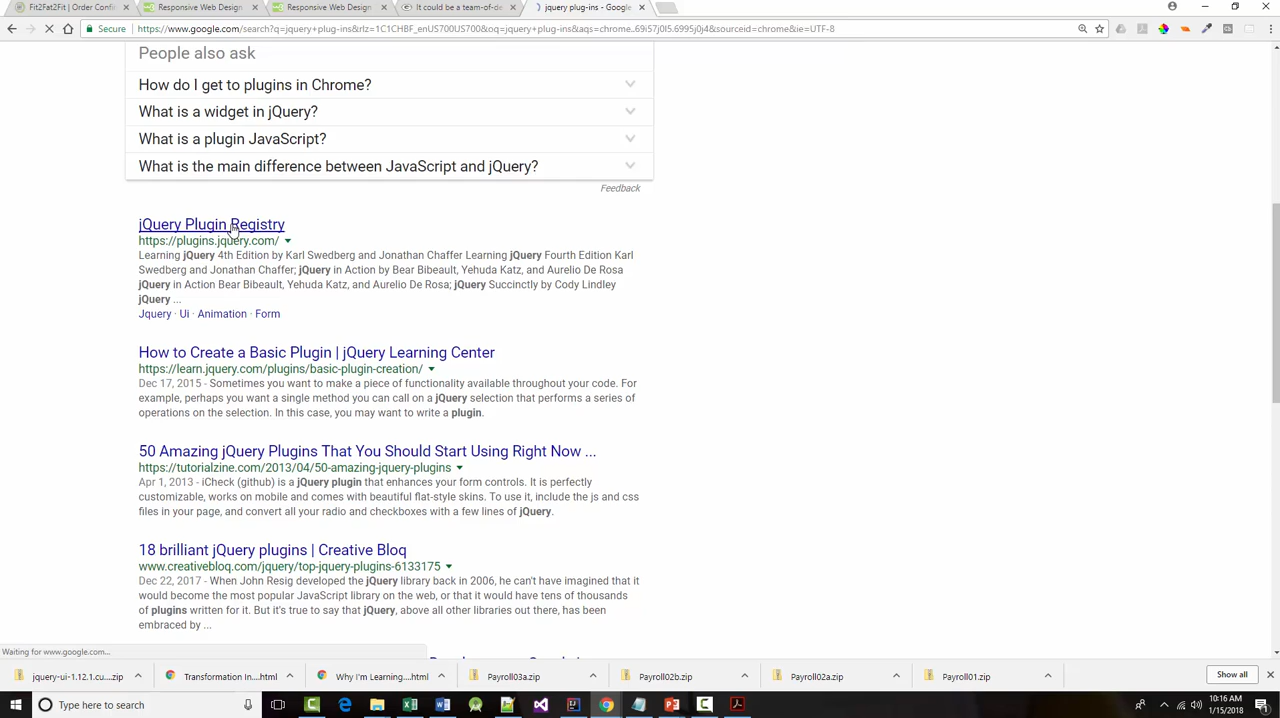 Fit2Fat2Fit | Order Confi
Responsive Web Design
Responsive Web Design
It could be a team-of-de
jquery plug-ins - Google
Secure
https://www.google.com/search?q=jquery+plug-ins&rlz=1C1CHBF_enUS700US700&oq=jquery+plug-ins&aqs=chrome..69i57j0l5.6995j0j4&sourceid=chrome&ie=UTF-8
People also ask
How do I get to plugins in Chrome?
What is a widget in jQuery?
What is a plugin JavaScript?
What is the main difference between JavaScript and jQuery?
Feedback
jQuery Plugin Registry
https://plugins.jquery.com/
Learning jQuery 4th Edition by Karl Swedberg and Jonathan Chaffer Learning jQuery Fourth Edition Karl
Swedberg and Jonathan Chaffer; jQuery in Action by Bear Bibeault, Yehuda Katz, and Aurelio De Rosa
jQuery in Action Bear Bibeault, Yehuda Katz, and Aurelio De Rosa; jQuery Succinctly by Cody Lindley
jQuery ...
Jquery · Ui · Animation · Form
How to Create a Basic Plugin | jQuery Learning Center
https://learn.jquery.com/plugins/basic-plugin-creation/
Dec 17, 2015 - Sometimes you want to make a piece of functionality available throughout your code. For
example, perhaps you want a single method you can call on a jQuery selection that performs a series of
operations on the selection. In this case, you may want to write a plugin.
50 Amazing jQuery Plugins That You Should Start Using Right Now ...
https://tutorialzine.com/2013/04/50-amazing-jquery-plugins
Apr 1, 2013 - iCheck (github) is a jQuery plugin that enhances your form controls. It is perfectly
customizable, works on mobile and comes with beautiful flat-style skins. To use it, include the js and css
files in your page, and convert all your radio and checkboxes with a few lines of jQuery.
18 brilliant jQuery plugins | Creative Bloq
www.creativebloq.com/jquery/top-jquery-plugins-6133175
Dec 22, 2017 - When John Resig developed the jQuery library back in 2006, he can't have imagined that it
would become the most popular JavaScript library on the web, or that it would have tens of thousands
of plugins written for it. But it's true to say that jQuery, above all other libraries out there, has been
embraced by ...
Waiting for www.google.com...
jquery-ui-1.12.1.cu....zip
Transformation In....html
Why I'm Learning....html
Payroll03a.zip
Payroll02b.zip
Payroll02a.zip
Payroll01.zip
Show all
Type here to search
10:16 AM
1/15/2018